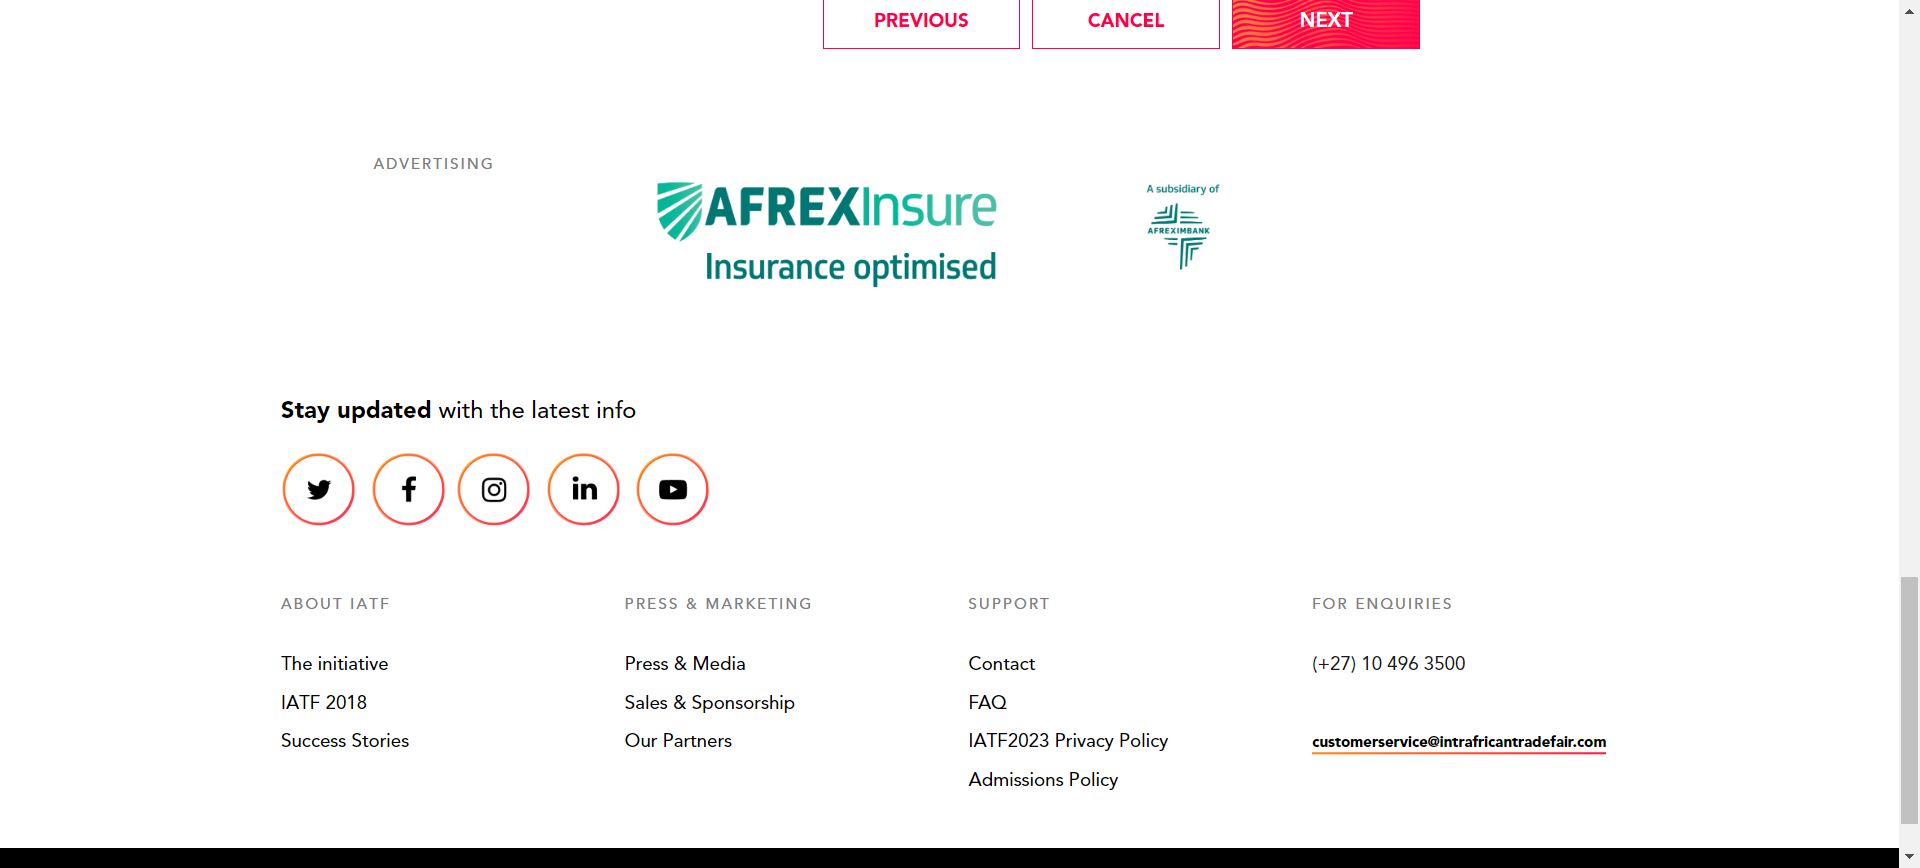 PREVIOUS CANCEL NEXT
ADVERTISING
AFREXInsure
Insurance optimised
A subsidiary of
AFREXIMBANK
Stay updated with the latest info
ABOUT IATF
The initiative
IATF 2018
Success Stories
PRESS & MARKETING
Press & Media
Sales & Sponsorship
Our Partners
SUPPORT
Contact
FAQ
IATF2023 Privacy Policy
Admissions Policy
FOR ENQUIRIES
(+27) 10 496 3500
customerservice@intrafricantradefair.com